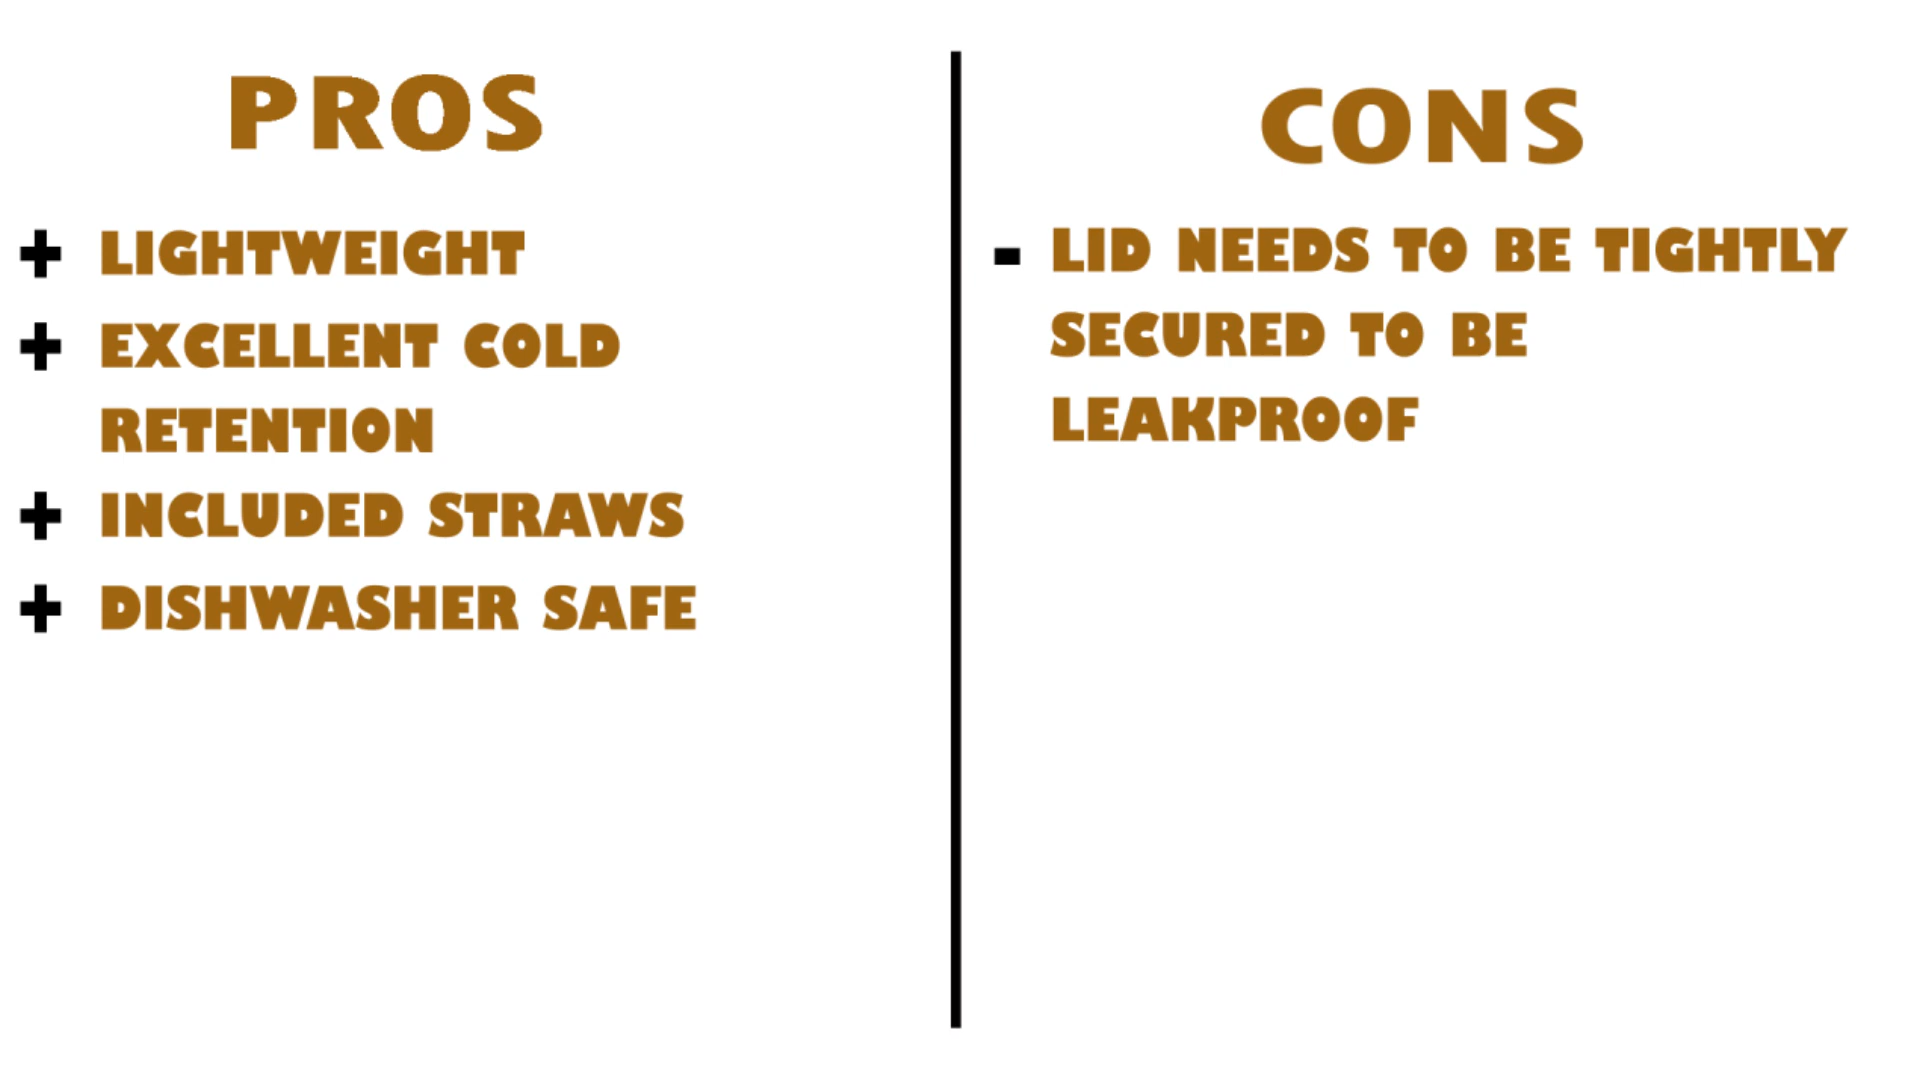 PROS
+ LIGHTWEIGHT
+ EXCELLENT COLD
RETENTION
+ INCLUDED STRAWS
+ DISHWASHER SAFE
CONS
- LID NEEDS TO BE TIGHTLY
SECURED TO BE
LEAKPROOF